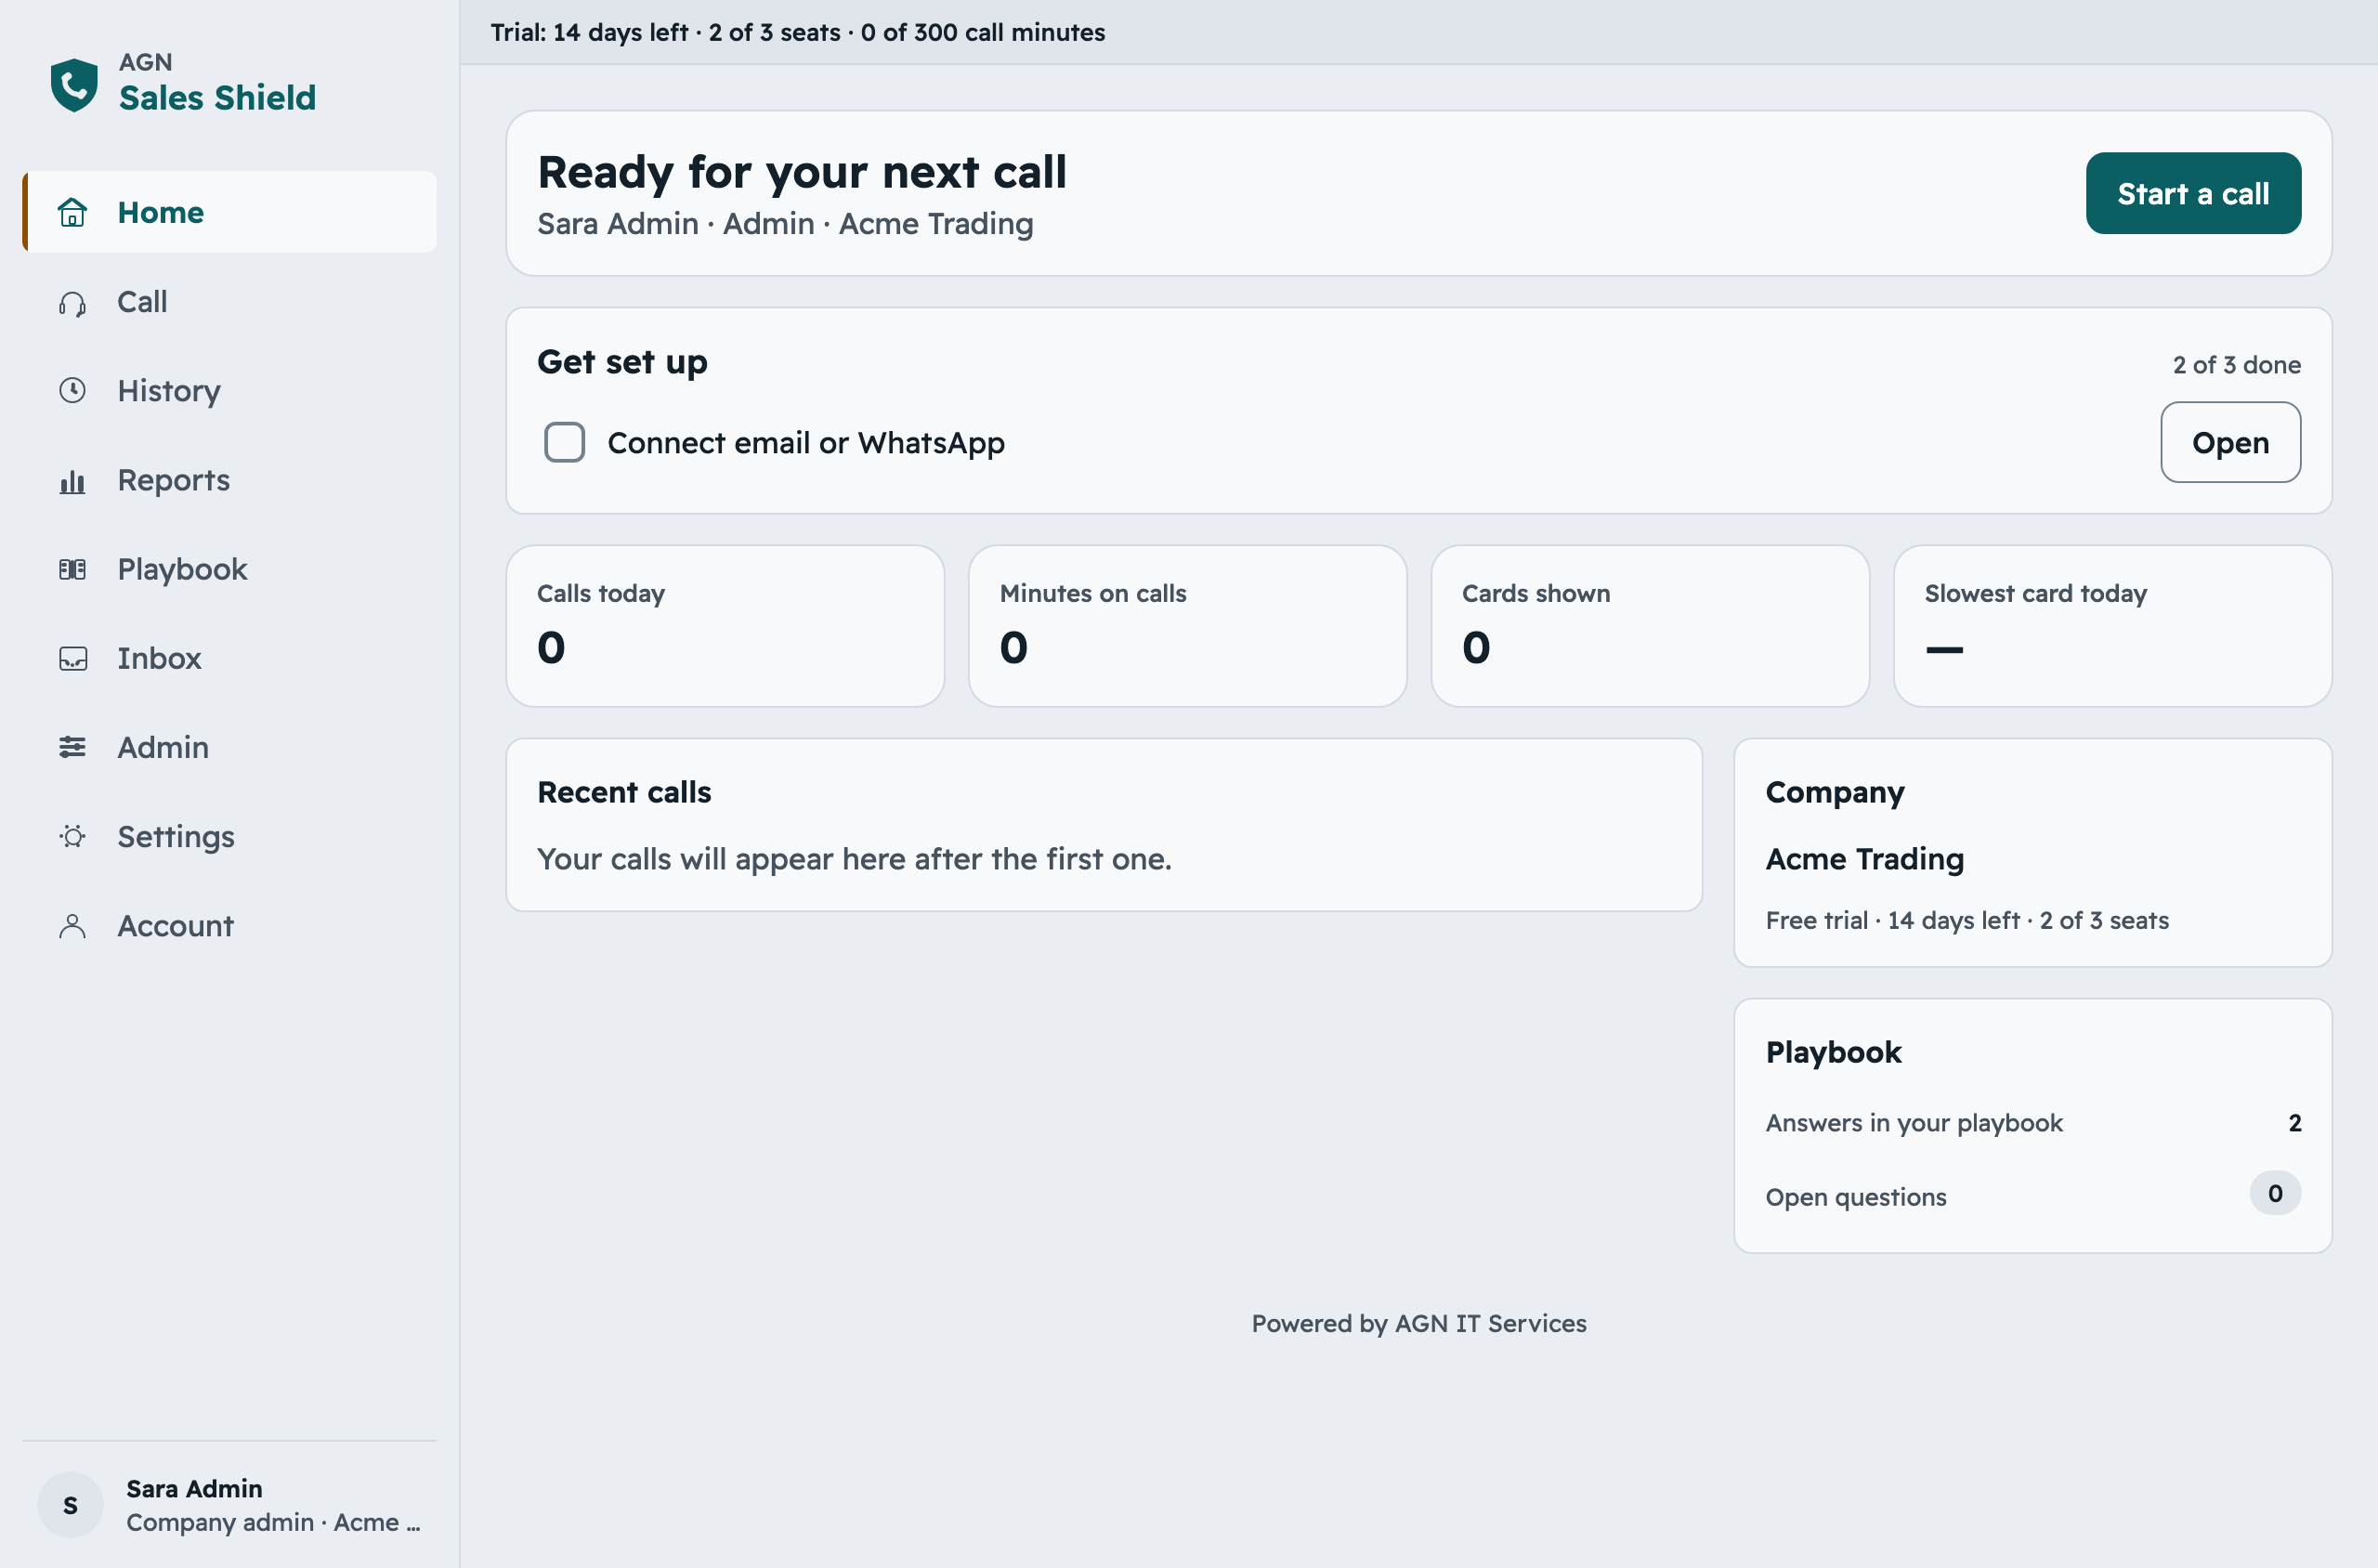 AGN
Sales Shield
Home
Call
History
Reports
Playbook
Inbox
Admin
Settings
Account
S
Sara Admin
Company admin · Acme ...
Trial: 14 days left · 2 of 3 seats · 0 of 300 call minutes
Ready for your next call
Sara Admin · Admin · Acme Trading
Start a call
Get set up
2 of 3 done
Connect email or WhatsApp
Open
Calls today
0
Minutes on calls
0
Cards shown
0
Slowest card today
—
Recent calls
Your calls will appear here after the first one.
Company
Acme Trading
Free trial · 14 days left · 2 of 3 seats
Playbook
Answers in your playbook 2
Open questions 0
Powered by AGN IT Services